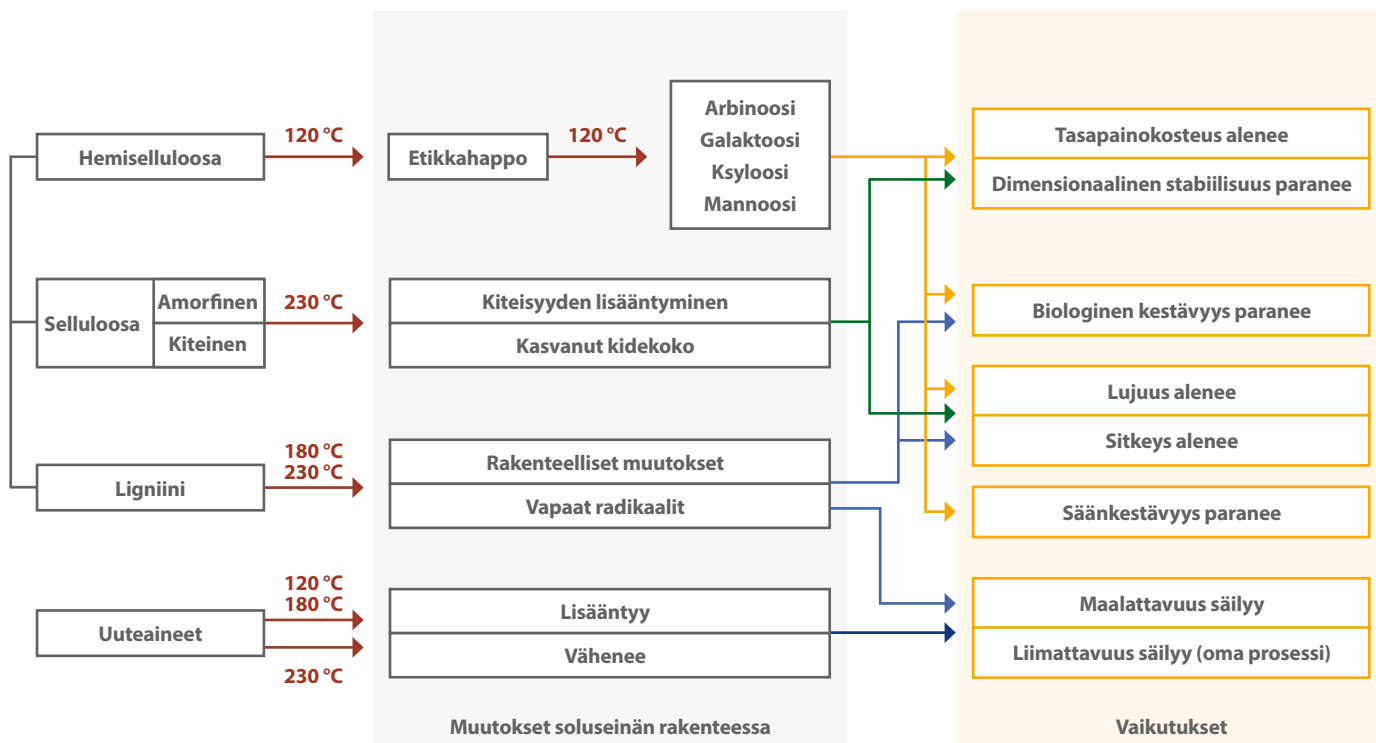 Hemiselluloosa
120 °C
Etikkahappo
120 °C
Arbinoosi
Galaktoosi
Ksyloosi
Mannoosi
Tasapainokosteus alenee
Dimensionaalinen stabiilisuus paranee
Selluloosa
Amorfinen
Kiteinen
230 °C
Kiteisyyden lisääntyminen
Kasvanut kidekoko
Biologinen kestävyys paranee
Lujuus alenee
Sitkeys alenee
Ligniini
180 °C
230 °C
Rakenteelliset muutokset
Vapaat radikaalit
Säänkestävyys paranee
Uuteaineet
120 °C
180 °C
230 °C
Lisääntyy
Vähenee
Maalattavuus säilyy
Liimattavuus säilyy (oma prosessi)
Muutokset soluseinän rakenteessa
Vaikutukset